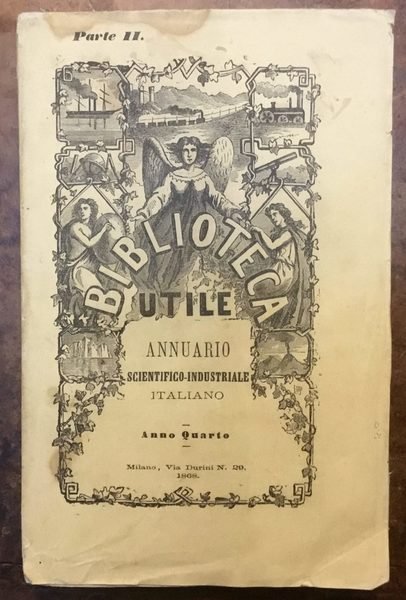 Parte II.
BIBLIOTECA
UTILE
ANNUARIO
SCIENTIFICO-INDUSTRIALE
ITALIANO
Anno Quarto
Milano, Via Durini N. 29.
1868.